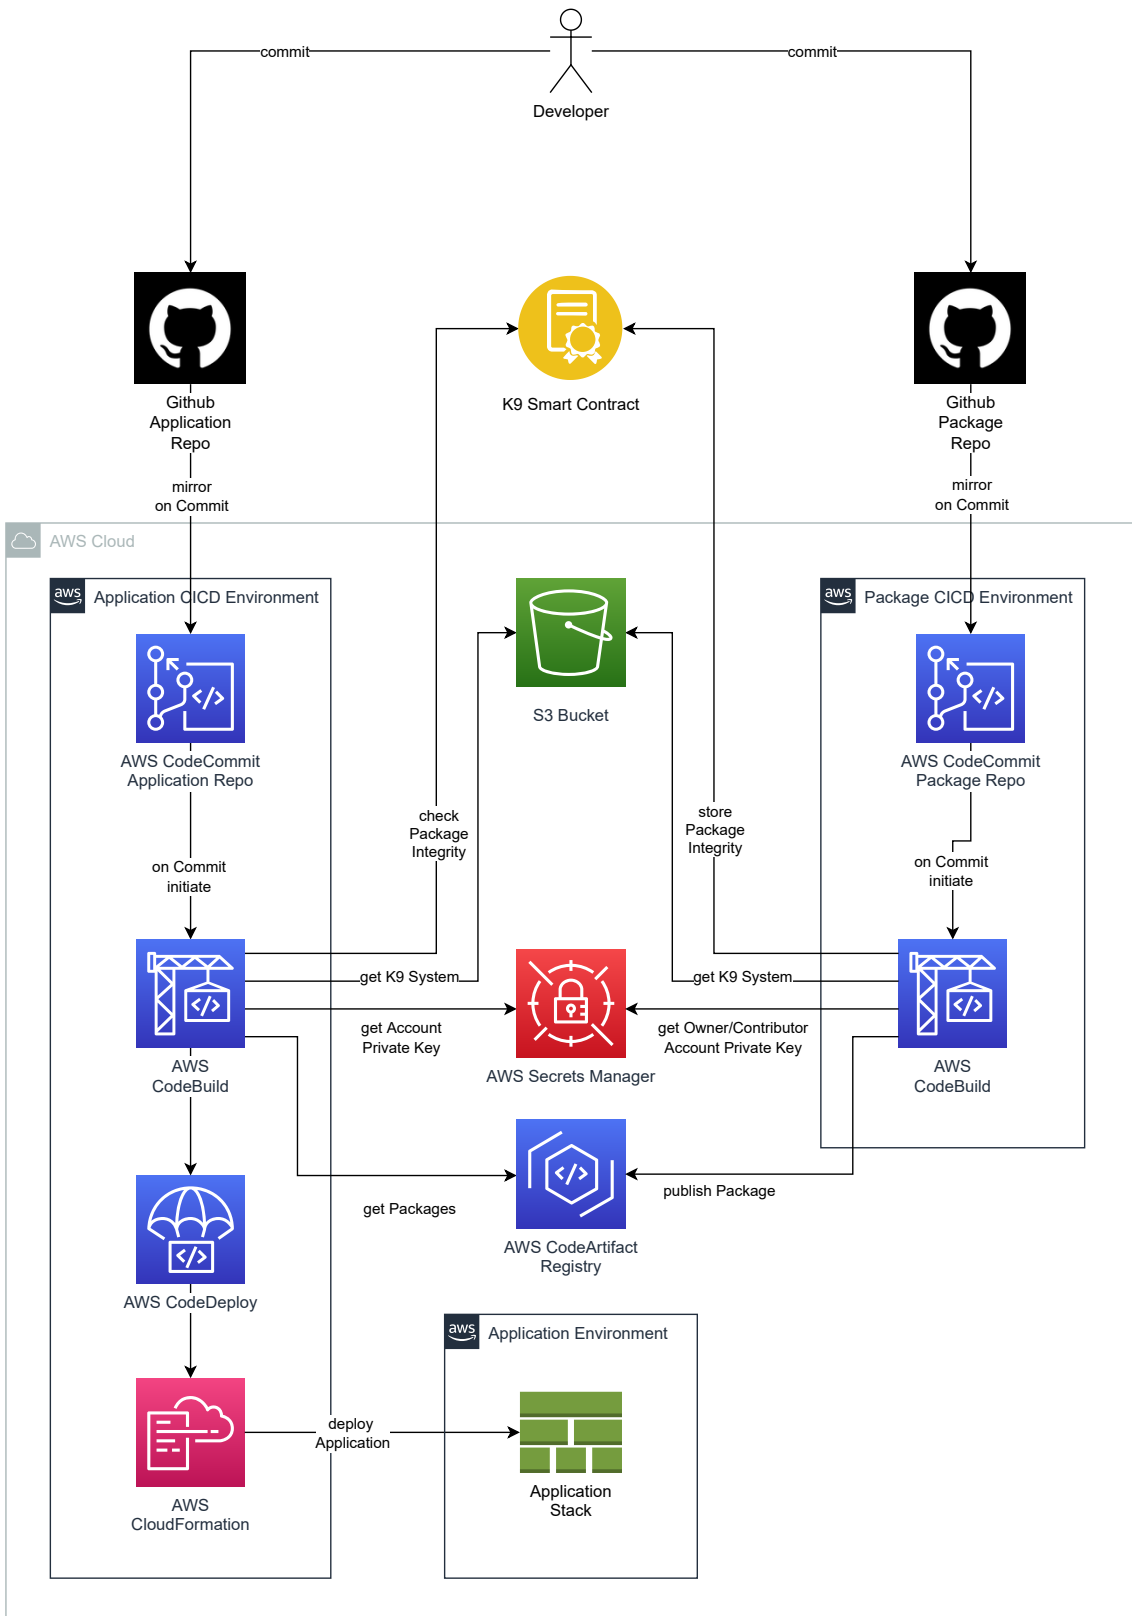 commit
commit
Developer
Github
Application
Repo
K9 Smart Contract
Github
Package
Repo
mirror
on Commit
mirror
on Commit
AWS Cloud
aws
Application CICD Environment
aws
Package CICD Environment
S3 Bucket
AWS CodeCommit
Application Repo
AWS CodeCommit
Package Repo
check
Package
Integrity
store
Package
Integrity
on Commit
initiate
on Commit
initiate
get K9 System
get K9 System
get Account
Private Key
get Owner/Contributor
Account Private Key
AWS
CodeBuild
AWS Secrets Manager
AWS
CodeBuild
get Packages
publish Package
AWS CodeArtifact
Registry
AWS CodeDeploy
aws
Application Environment
deploy
Application
Application
Stack
AWS
CloudFormation